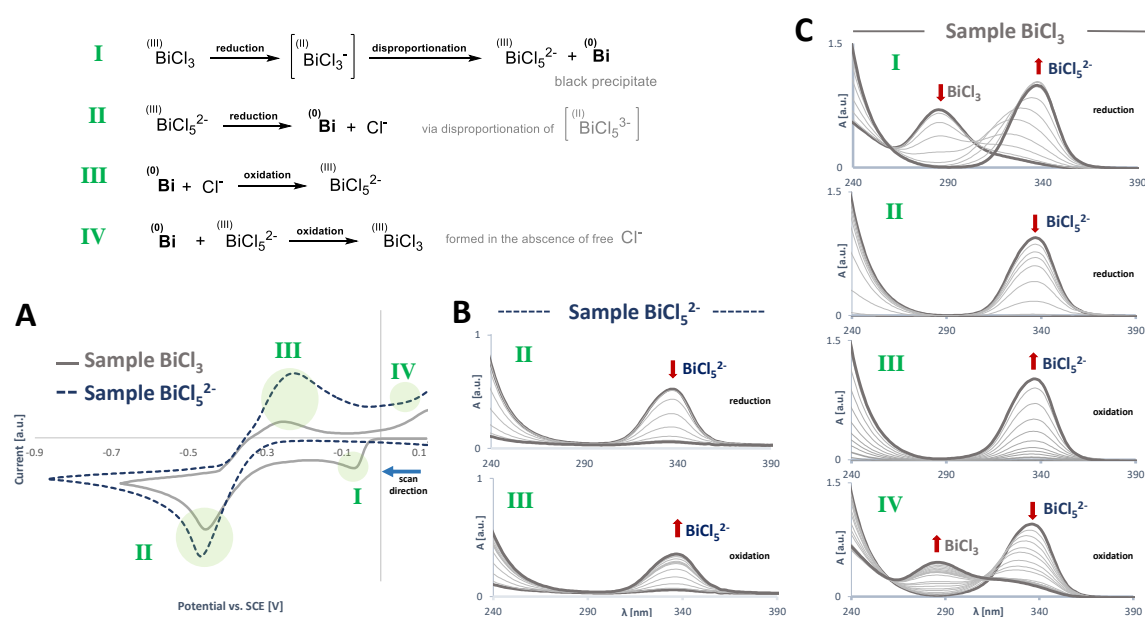 I
(III)
BiCl3
reduction
[ (II) BiCl3- ]
disproportionation
(III)
BiCl5 2- + (0) Bi
black precipitate
II
(III)
BiCl5 2-
reduction
(0)
Bi + Cl-
via disproportionation of [ (II) BiCl5 3- ]
III
(0)
Bi + Cl-
oxidation
(III)
BiCl5 2-
IV
(0)
Bi + (III) BiCl5 2-
oxidation
(III)
BiCl3
formed in the abscence of free Cl-
A
Sample BiCl3
Sample BiCl5 2-
III
IV
I
II
Current [a.u.]
-0.9 -0.7 -0.5 -0.3 -0.1 0.1
scan
direction
Potential vs. SCE [V]
B
Sample BiCl5 2-
II
BiCl5 2-
reduction
A [a.u.]
1
0
240 290 340 390
III
BiCl5 2-
oxidation
A [a.u.]
1
0
240 290 340 390
λ [nm]
C
Sample BiCl3
I
BiCl3
BiCl5 2-
reduction
A [a.u.]
1.5
0
240 290 340 390
II
BiCl5 2-
reduction
A [a.u.]
1.5
0
240 290 340 390
III
BiCl5 2-
oxidation
A [a.u.]
1.5
0
240 290 340 390
IV
BiCl3
BiCl5 2-
oxidation
A [a.u.]
1.5
0
240 290 340 390
λ [nm]